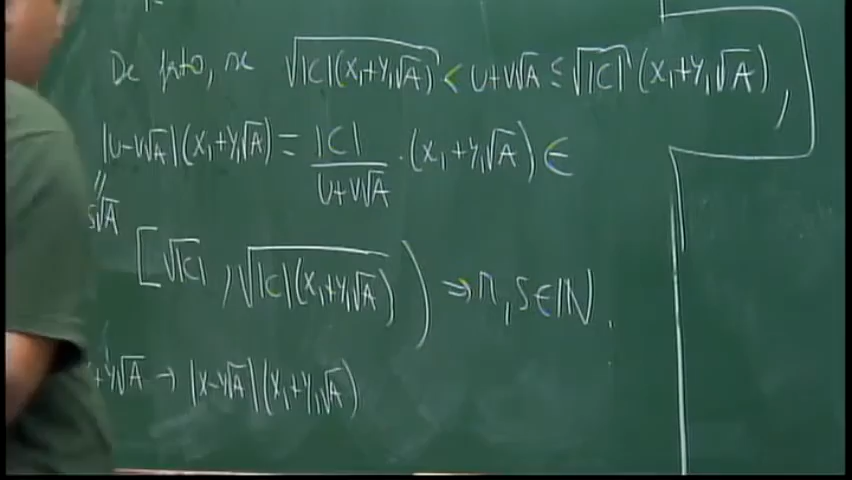 De fato, se √|C|(x₁+y₁√A) < u+v√A ≤ √|C| (x₁+y₁√A),
|u-v√A|(x₁+y₁√A) = |C|/(u+v√A) · (x₁+y₁√A) ∈
s√A
[√|C| , √|C|(x₁+y₁√A)) ⇒ r, s ∈ ℕ.
+y√A → |x-y√A|(x₁+y₁√A)